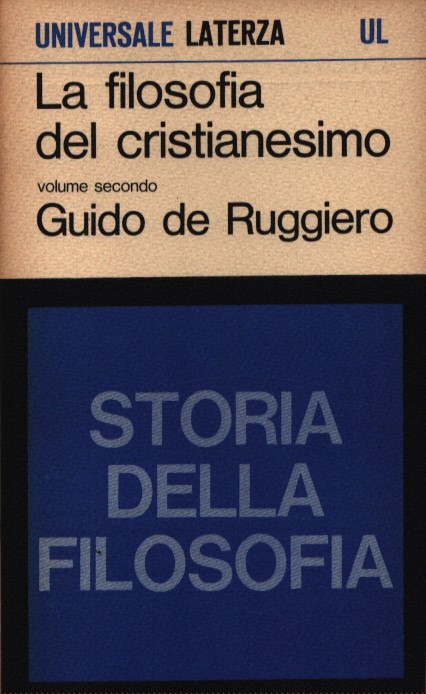 UNIVERSALE LATERZA UL
La filosofia
del cristianesimo
volume secondo
Guido de Ruggiero
STORIA
DELLA
FILOSOFIA